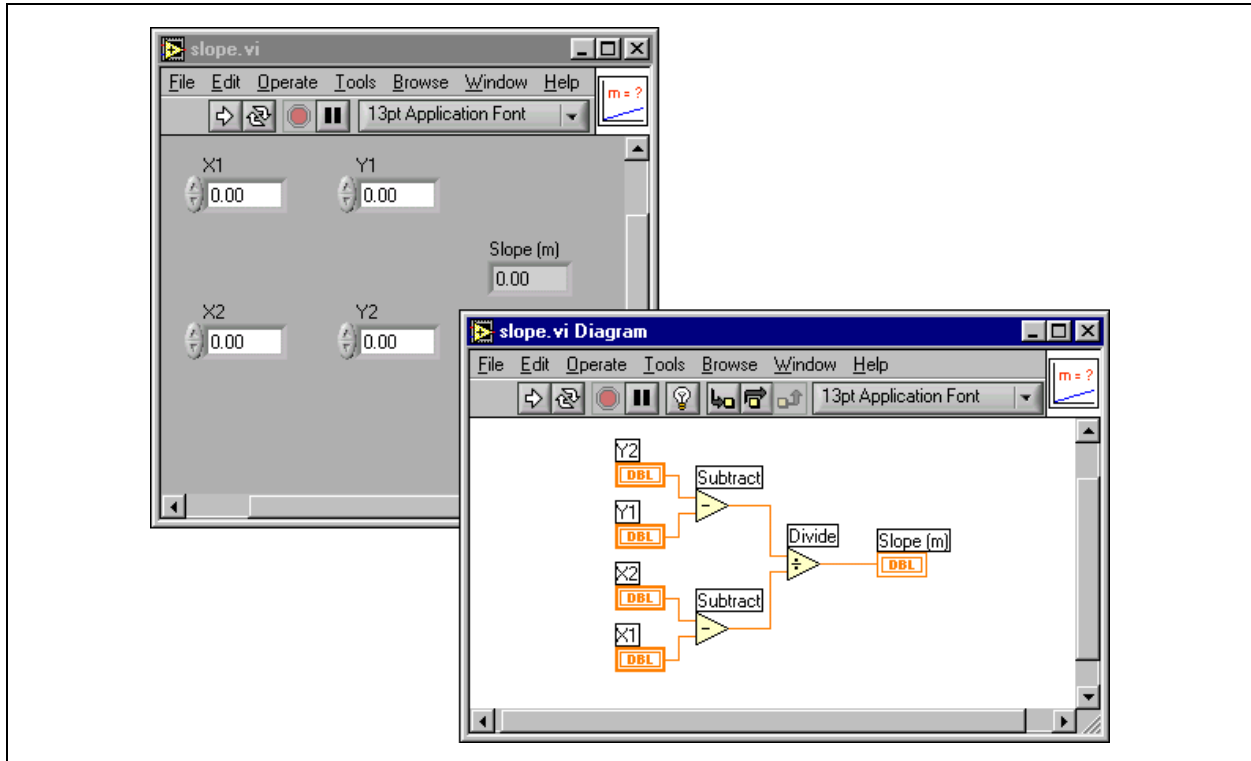 slope.vi
File Edit Operate Tools Browse Window Help
m = ?
13pt Application Font
X1 Y1
0.00 0.00
Slope (m)
0.00
X2 Y2
0.00 0.00
slope.vi Diagram
File Edit Operate Tools Browse Window Help
m = ?
13pt Application Font
Y2
DBL
Subtract
-
Y1
DBL
Divide
÷
Slope (m)
DBL
X2
DBL
Subtract
-
X1
DBL